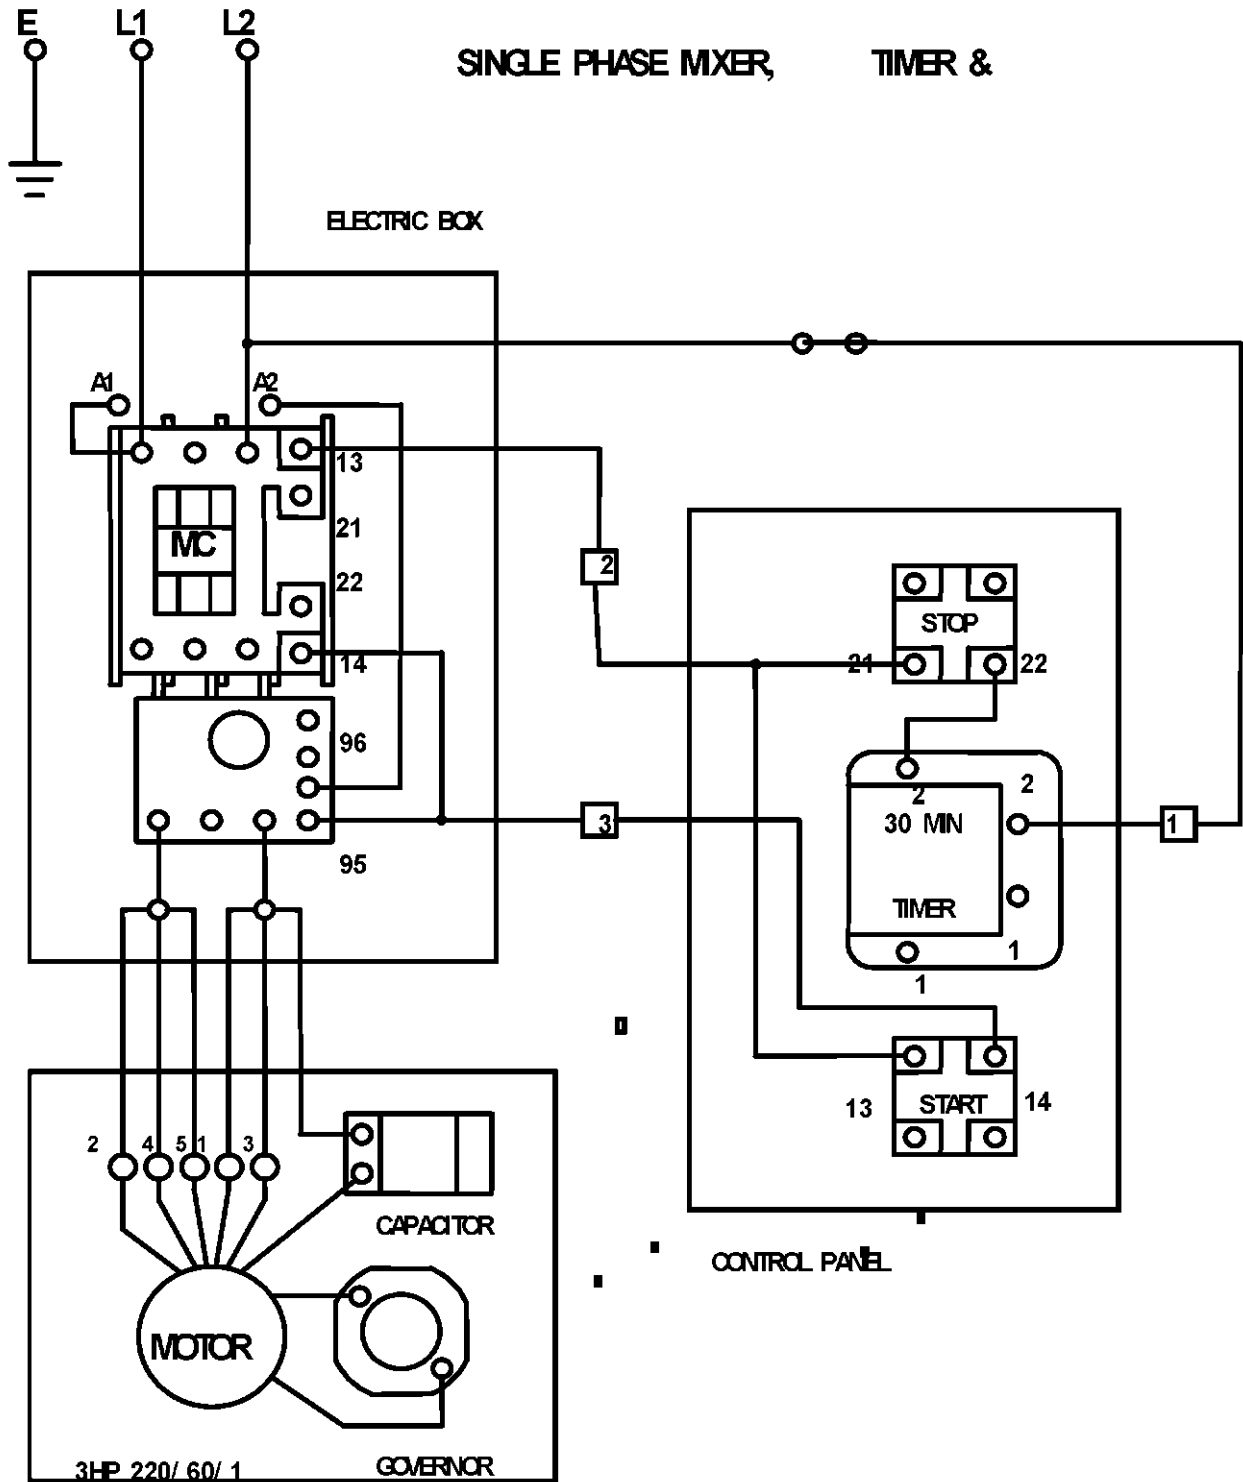 E L1 L2
SINGLE PHASE MIXER, TIMER &
ELECTRIC BOX
A1 A2
13
21
MC
22
14
96
95
2
3
1
STOP
21 22
2 2
30 MIN
TIMER
1
1
START
13 14
2 4 5 1 3
CAPACITOR
CONTROL PANEL
MOTOR
GOVERNOR
3HP 220/ 60/ 1